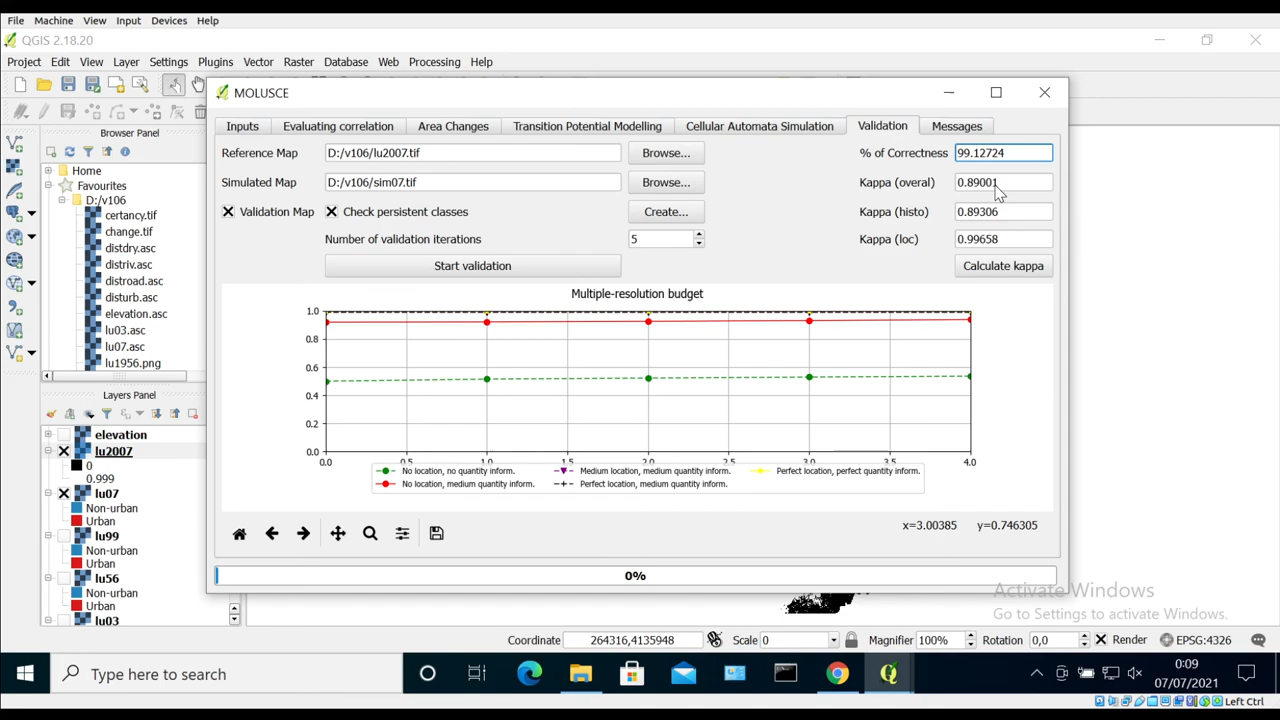 File Machine View Input Devices Help
QGIS 2.18.20
Project Edit View Layer Settings Plugins Vector Raster Database Web Processing Help
MOLUSCE
Inputs Evaluating correlation Area Changes Transition Potential Modelling Cellular Automata Simulation Validation Messages
Reference Map D:/v106/lu2007.tif Browse... % of Correctness 99.12724
Simulated Map D:/v106/sim07.tif Browse... Kappa (overal) 0.89001
Validation Map Check persistent classes Create... Kappa (histo) 0.89306
Number of validation iterations 5 Kappa (loc) 0.99658
Start validation Calculate kappa
Multiple-resolution budget
1.0
0.8
0.6
0.4
0.2
0.0
0.0 0.5 1.0 1.5 2.0 2.5 3.0 3.5 4.0
No location, no quantity inform. Medium location, medium quantity inform. Perfect location, perfect quantity inform.
No location, medium quantity inform. Perfect location, medium quantity inform.
x=3.00385 y=0.746305
0%
Browser Panel
Home
Favourites
D:/v106
certancy.tif
change.tif
distdry.asc
distriv.asc
distroad.asc
disturb.asc
elevation.asc
lu03.asc
lu07.asc
lu1956.png
Layers Panel
elevation
lu2007
0
0.999
lu07
Non-urban
Urban
lu99
Non-urban
Urban
lu56
Non-urban
Urban
lu03
Activate Windows
Go to Settings to activate Windows.
Coordinate 264316,4135948 Scale 0 Magnifier 100% Rotation 0,0 Render EPSG:4326
Type here to search
0:09
07/07/2021
Left Ctrl